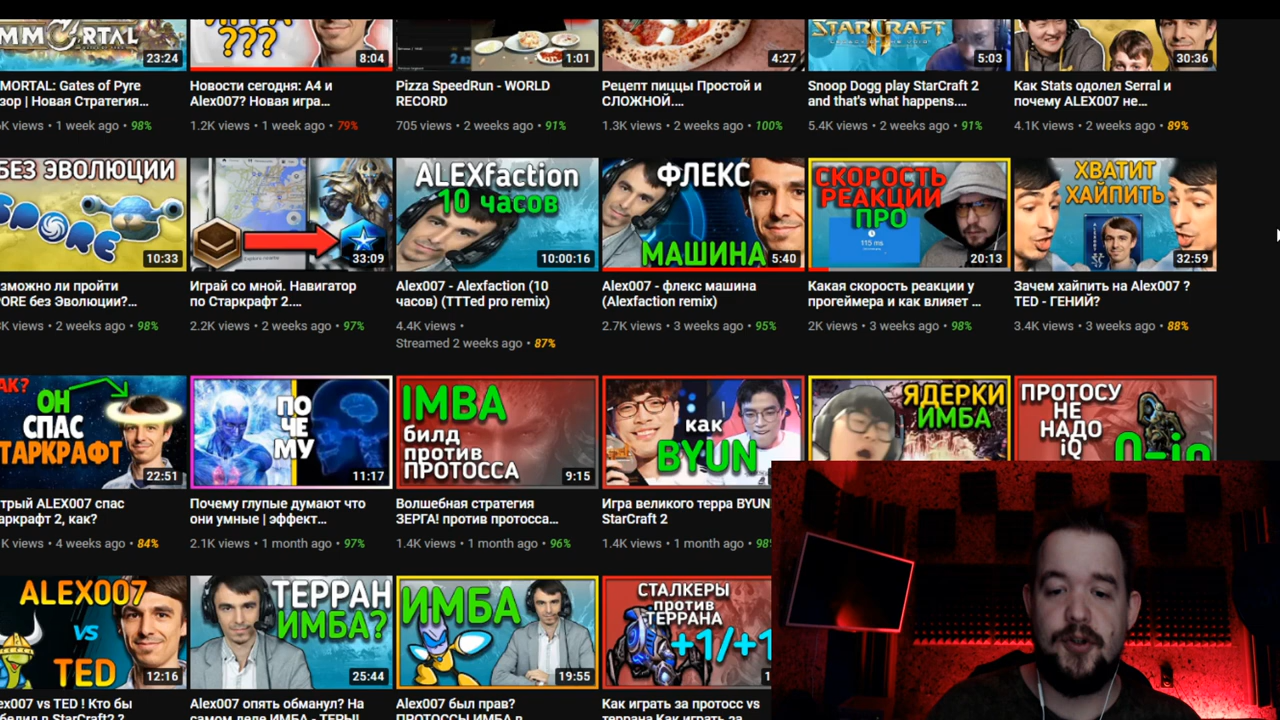 MMORTAL
23:24
???
8:04
1:01
4:27
STARCRAFT
5:03
30:36
MORTAL: Gates of Pyre
зор | Новая Стратегия...
K views • 1 week ago • 98%
Новости сегодня: А4 и
Alex007? Новая игра...
1.2K views • 1 week ago • 79%
Pizza SpeedRun - WORLD
RECORD
705 views • 2 weeks ago • 91%
Рецепт пиццы Простой и
СЛОЖНОЙ....
1.3K views • 2 weeks ago • 100%
Snoop Dogg play StarCraft 2
and that's what happens....
5.4K views • 2 weeks ago • 91%
Как Stats одолел Serral и
почему ALEX007 не...
4.1K views • 2 weeks ago • 89%
БЕЗ ЭВОЛЮЦИИ
SPORE
10:33
33:09
ALEXfaction
10 часов
10:00:16
ФЛЕКС
МАШИНА
5:40
СКОРОСТЬ
РЕАКЦИИ
ПРО
115 ms
20:13
ХВАТИТ
ХАЙПИТЬ
32:59
зможно ли пройти
ORE без Эволюции?...
K views • 2 weeks ago • 98%
Играй со мной. Навигатор
по Старкрафт 2....
2.2K views • 2 weeks ago • 97%
Alex007 - Alexfaction (10
часов) (TTTed pro remix)
4.4K views •
Streamed 2 weeks ago • 87%
Alex007 - флекс машина
(Alexfaction remix)
2.7K views • 3 weeks ago • 95%
Какая скорость реакции у
прогеймера и как влияет ...
2K views • 3 weeks ago • 98%
Зачем хайпить на Alex007 ?
TED - ГЕНИЙ?
3.4K views • 3 weeks ago • 88%
АК?
ОН
СПАС
ТАРКРАФТ
22:51
ПО
ЧЕ
МУ
11:17
IMBA
билд
против
ПРОТОССА
9:15
как
BYUN
ЯДЕРКИ
ИМБА
ПРОТОСУ
НЕ
НАДО
iQ
трый ALEX007 спас
аркрафт 2, как?
K views • 4 weeks ago • 84%
Почему глупые думают что
они умные | эффект...
2.1K views • 1 month ago • 97%
Волшебная стратегия
ЗЕРГА! против протосса...
1.4K views • 1 month ago • 96%
Игра великого терра BYUN
StarCraft 2
1.4K views • 1 month ago • 98
ALEX007
vs
TED
12:16
ТЕРРАН
ИМБА?
25:44
ИМБА
19:55
СТАЛКЕРЫ
против
ТЕРРАНА
+1/+1
ex007 vs TED ! Кто бы
Alex007 опять обманул? На
самом деле ИМБА - ТЕРЫ
Alex007 был прав?
ПРОТОССЫ ИМБА в
Как играть за протосс vs
террана Как играть за